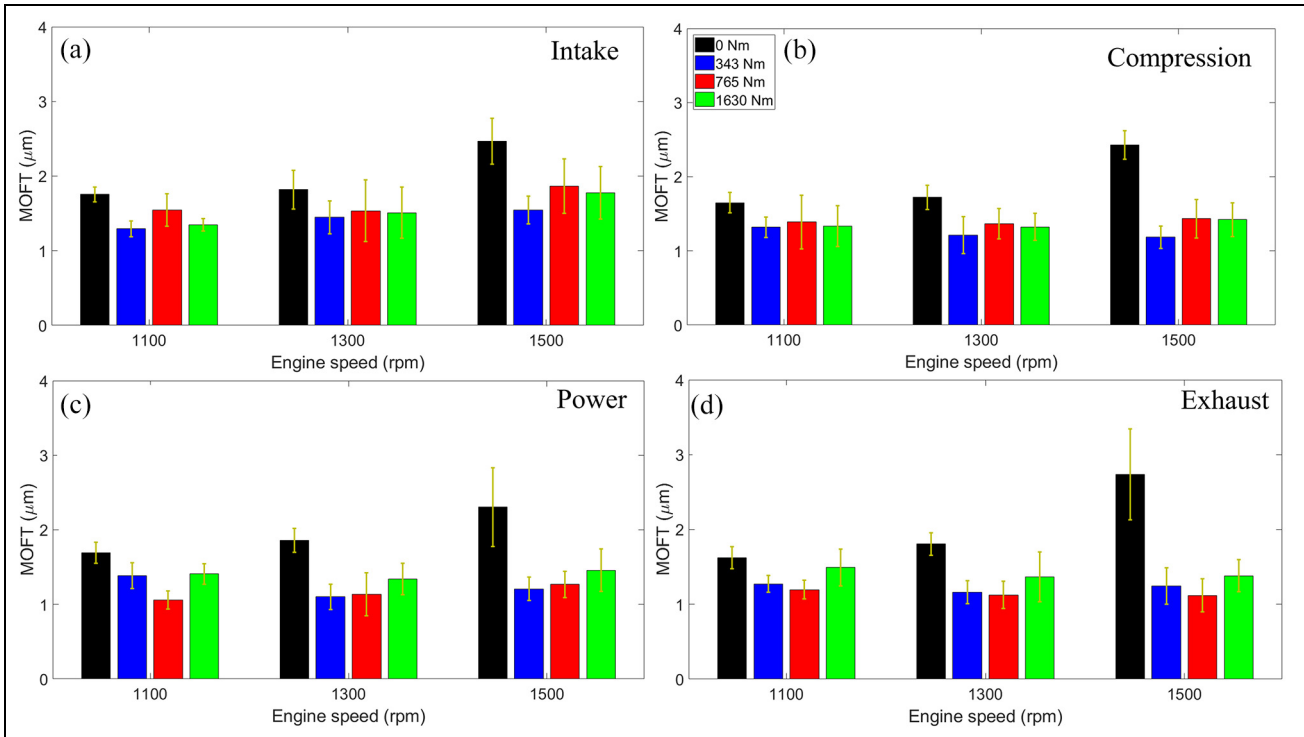 (a)
Intake
4
3
2
1
0
MOFT (μm)
1100
1300
1500
Engine speed (rpm)
(b)
Compression
0 Nm
343 Nm
765 Nm
1630 Nm
4
3
2
1
0
MOFT (μm)
1100
1300
1500
Engine speed (rpm)
(c)
Power
4
3
2
1
0
MOFT (μm)
1100
1300
1500
Engine speed (rpm)
(d)
Exhaust
4
3
2
1
0
MOFT (μm)
1100
1300
1500
Engine speed (rpm)